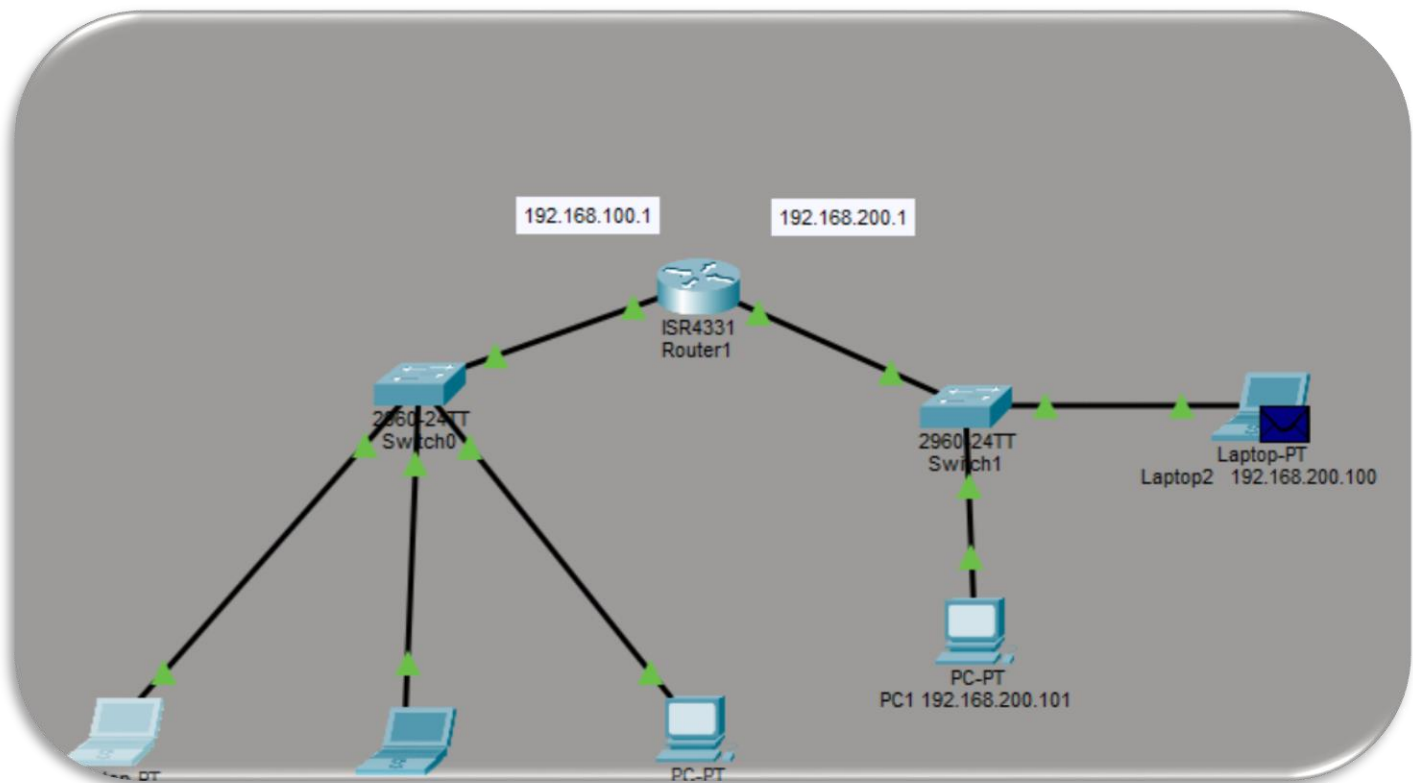 192.168.100.1
192.168.200.1
ISR4331
Router1
2960-24TT
Switch0
2960-24TT
Switch1
Laptop-PT
Laptop2 192.168.200.100
PC-PT
PC1 192.168.200.101
PC-PT